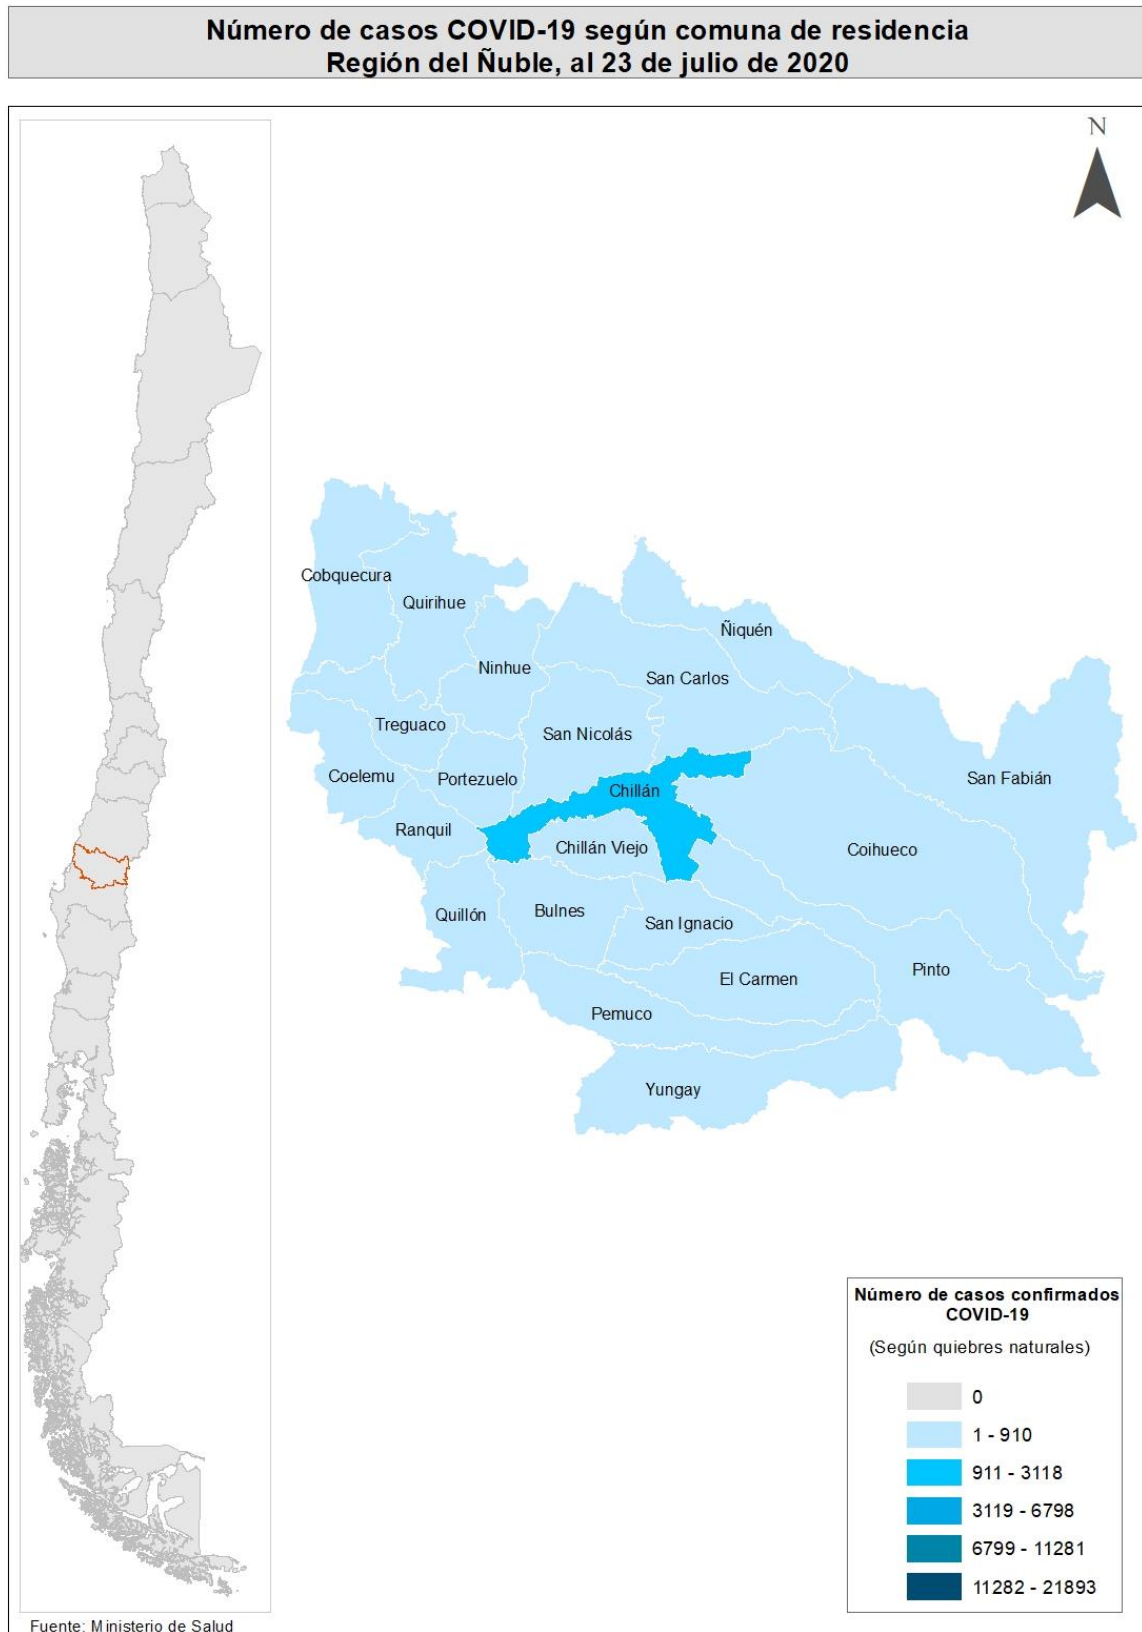 Número de casos COVID-19 según comuna de residencia
Región del Ñuble, al 23 de julio de 2020
N
Cobquecura
Quirihue
Ñiquén
Ninhue
San Carlos
Treguaco
San Nicolás
Coelemu
Portezuelo
Chillán
San Fabián
Ranquil
Chillán Viejo
Coihueco
Quillón
Bulnes
San Ignacio
Pinto
El Carmen
Pemuco
Yungay
Número de casos confirmados
COVID-19
(Según quiebres naturales)
0
1 - 910
911 - 3118
3119 - 6798
6799 - 11281
11282 - 21893
Fuente: Ministerio de Salud